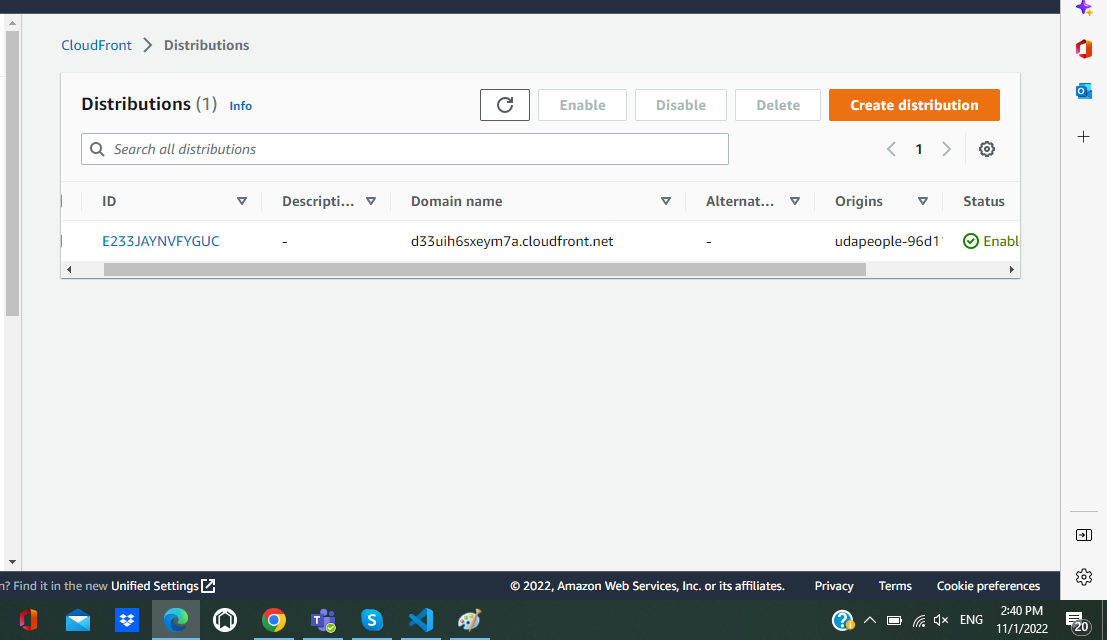 CloudFront > Distributions
Distributions (1) Info
Enable Disable Delete Create distribution
Search all distributions
1
ID Descripti... Domain name Alternat... Origins Status
E233JAYNVFYGUC - d33uih6sxeym7a.cloudfront.net - udapeople-96d1 Enabl
n? Find it in the new Unified Settings
© 2022, Amazon Web Services, Inc. or its affiliates. Privacy Terms Cookie preferences
ENG
2:40 PM
11/1/2022
20